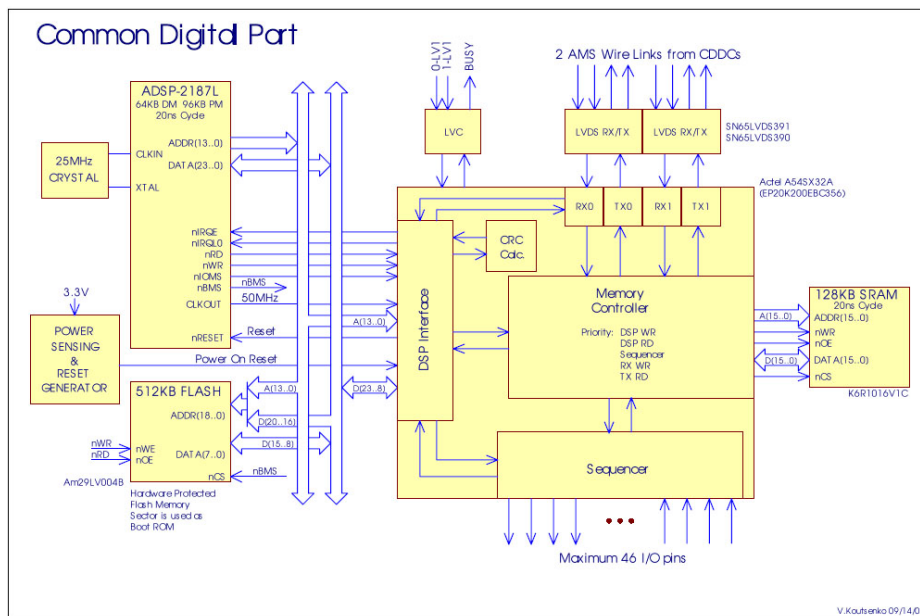 Common Digital Part
ADSP-2187L
64KB DM 96KB PM
20ns Cycle
ADDR(13..0)
DATA(23..0)
CLKIN
XTAL
25MHz
CRYSTAL
nIRQE
nIRQL0
nRD
nWR
nIOMS
nBMS
CLKOUT
nRESET
nBMS
50MHz
Reset
3.3V
POWER
SENSING
&
RESET
GENERATOR
Power On Reset
512KB FLASH
ADDR(18..0)
DATA(7..0)
nWE
nOE
nCS
nWR
nRD
nBMS
Am29LV004B
Hardware Protected
Flash Memory
Sector is used as
Boot ROM
A(13..0)
D(20..16)
D(15..8)
A(13..0)
D(23..8)
0-LV1
1-LV1
BUSY
LVC
2 AMS Wire Links from CDDCs
LVDS RX/TX
LVDS RX/TX
SN65LVDS391
SN65LVDS390
Actel A54SX32A
(EP20K200EBC356)
RX0
TX0
RX1
TX1
DSP Interface
CRC
Calc.
Memory
Controller
Priority: DSP WR
DSP RD
Sequencer
RX WR
TX RD
Sequencer
Maximum 46 I/O pins
A(15..0)
D(15..0)
128KB SRAM
20ns Cycle
ADDR(15..0)
nWR
nOE
DATA(15..0)
nCS
K6R1016V1C
V.Koutsenko